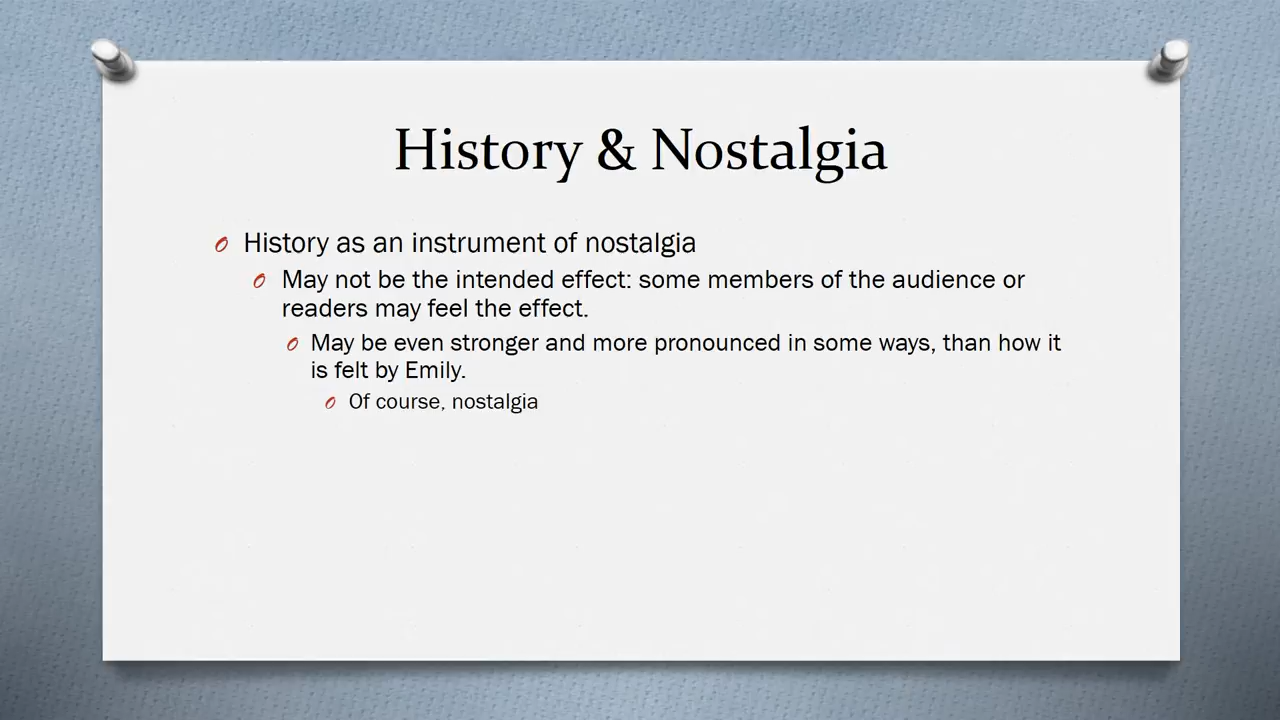 History & Nostalgia
History as an instrument of nostalgia
May not be the intended effect: some members of the audience or
readers may feel the effect.
May be even stronger and more pronounced in some ways, than how it
is felt by Emily.
Of course, nostalgia